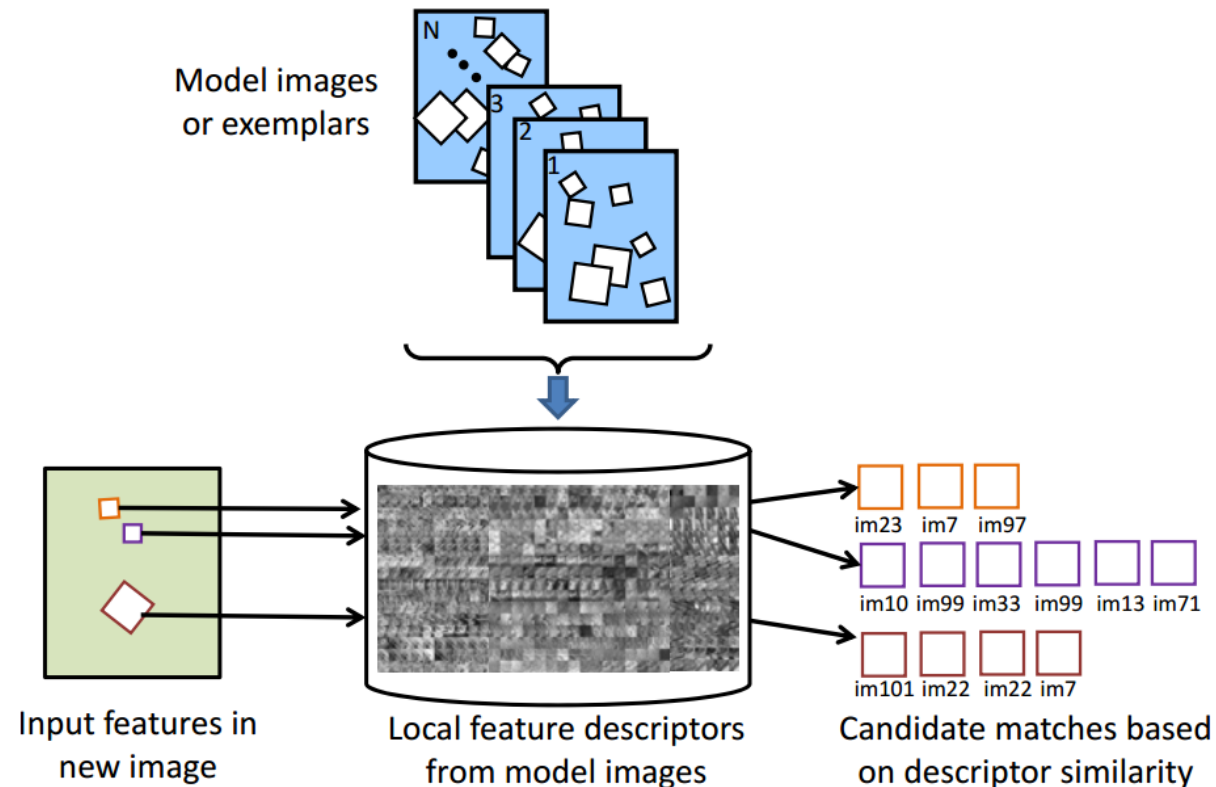 N
Model images
or exemplars
3
2
1
im23 im7 im97
im10 im99 im33 im99 im13 im71
im101 im22 im22 im7
Input features in
new image
Local feature descriptors
from model images
Candidate matches based
on descriptor similarity